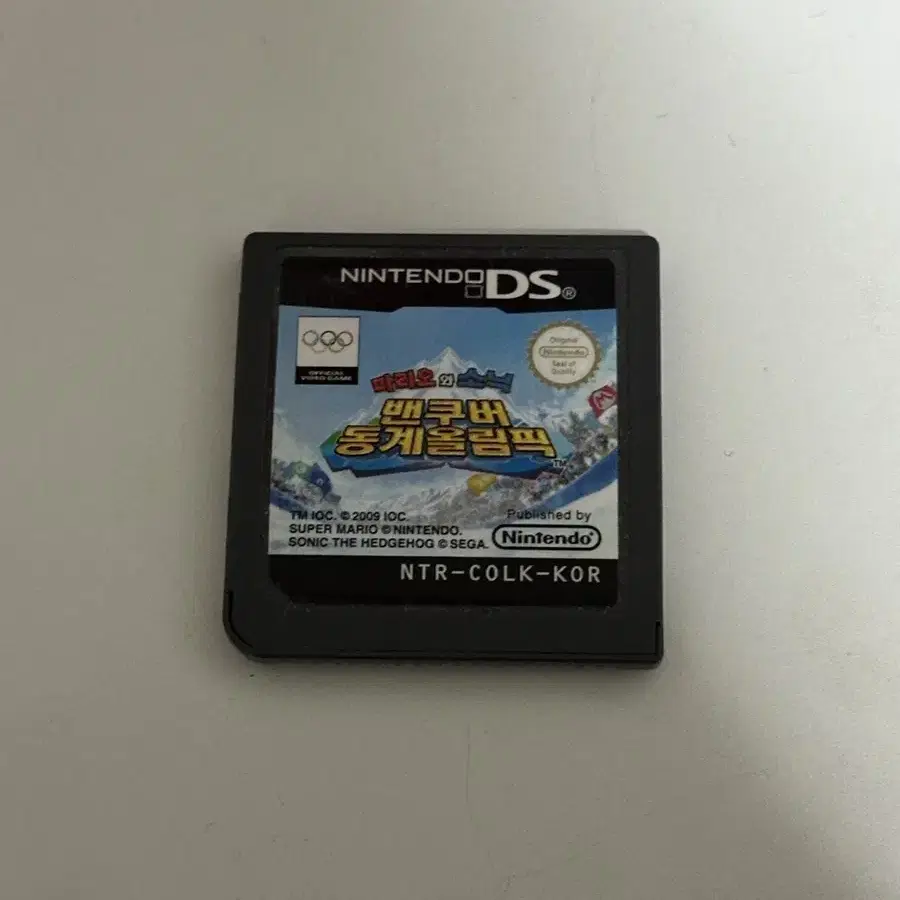 NINTENDO DS®
OFFICIAL
VIDEO GAME
Original
Nintendo
Seal of
Quality
마리오와 소닉
밴쿠버
동계올림픽™
TM IOC. © 2009 IOC.
SUPER MARIO © NINTENDO.
SONIC THE HEDGEHOG © SEGA.
Published by
Nintendo®
NTR-COLK-KOR